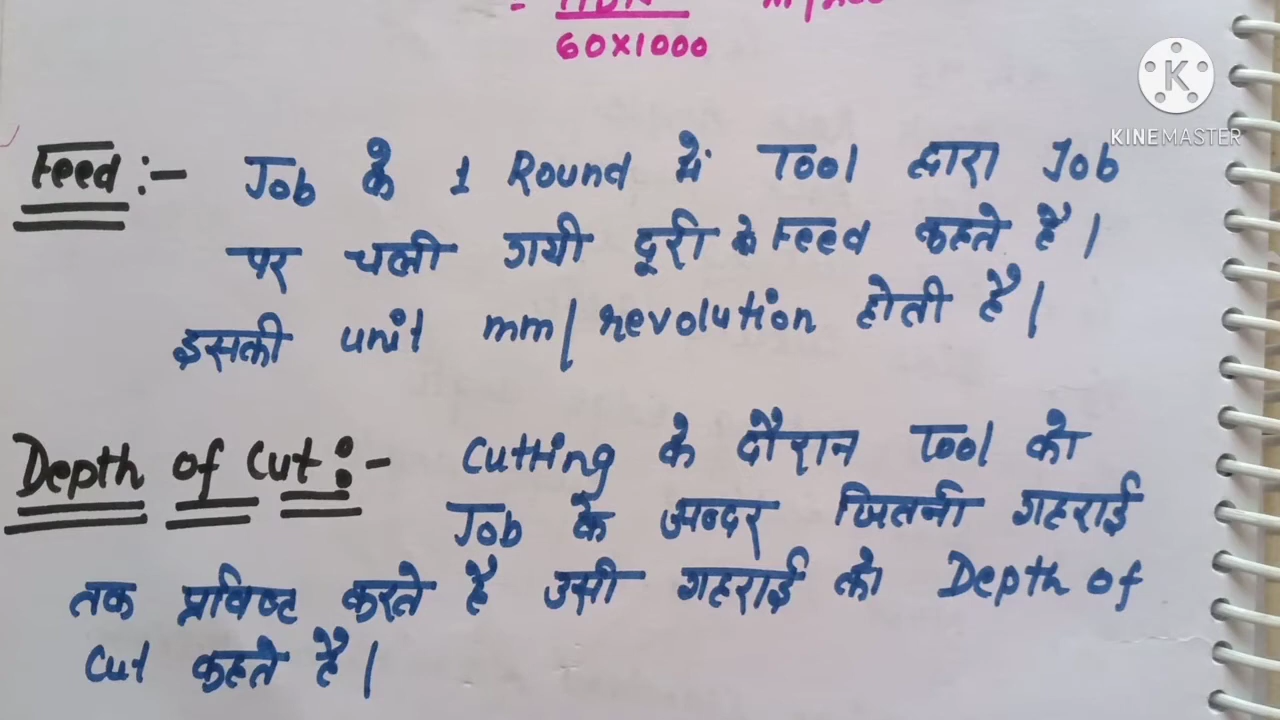 60X1000
KINEMASTER
Feed :- Job के 1 Round में Tool द्वारा Job
पर चली गयी दूरी के Feed कहते है।
इसकी unit mm/revolution होती है।
Depth of Cut :- Cutting के दौरान Tool को
Job के अन्दर जितनी गहराई
तक प्रविष्ट करते है उसी गहराई को Depth of
Cut कहते है।